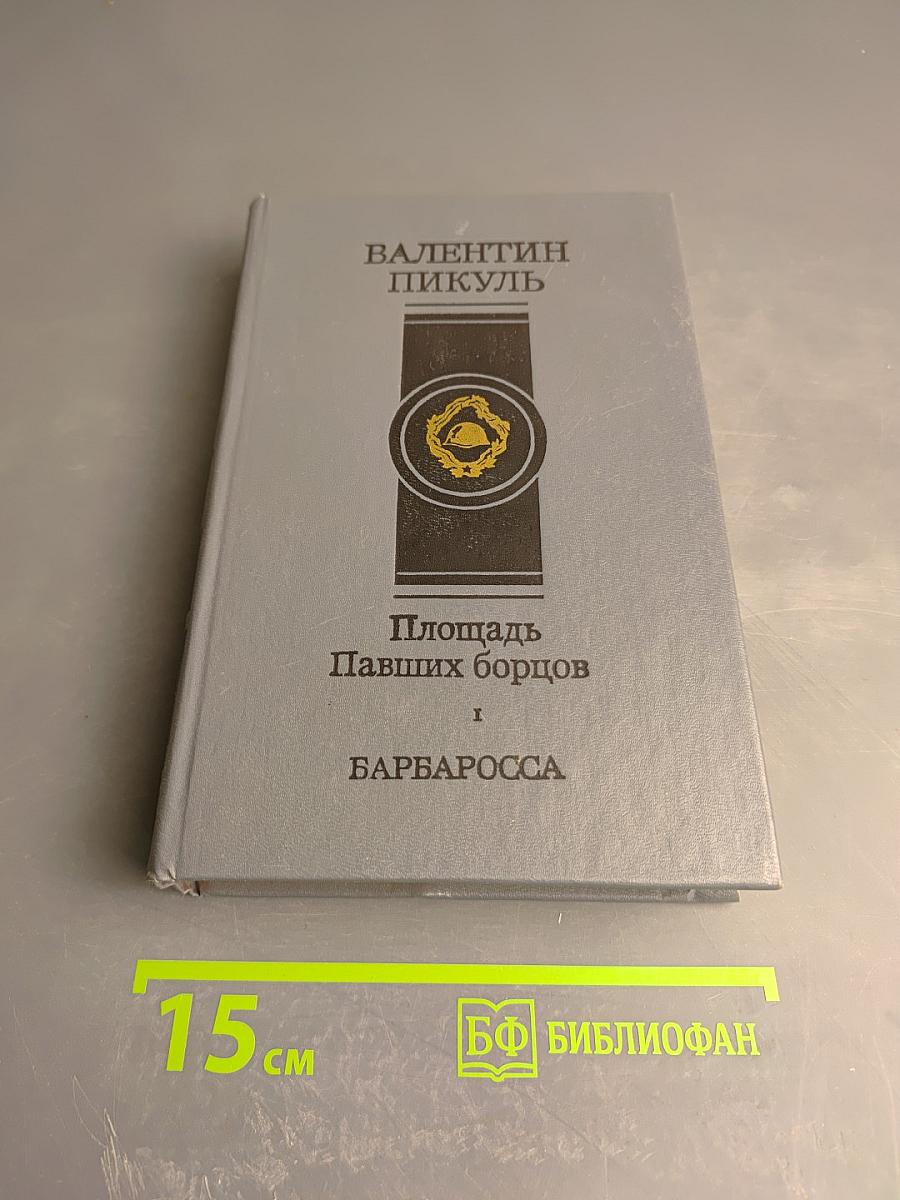 ВАЛЕНТИН
ПИКУЛЬ
Площадь
Павших борцов
I
БАРБАРОССА
15 см
БФ БИБЛИОФАН